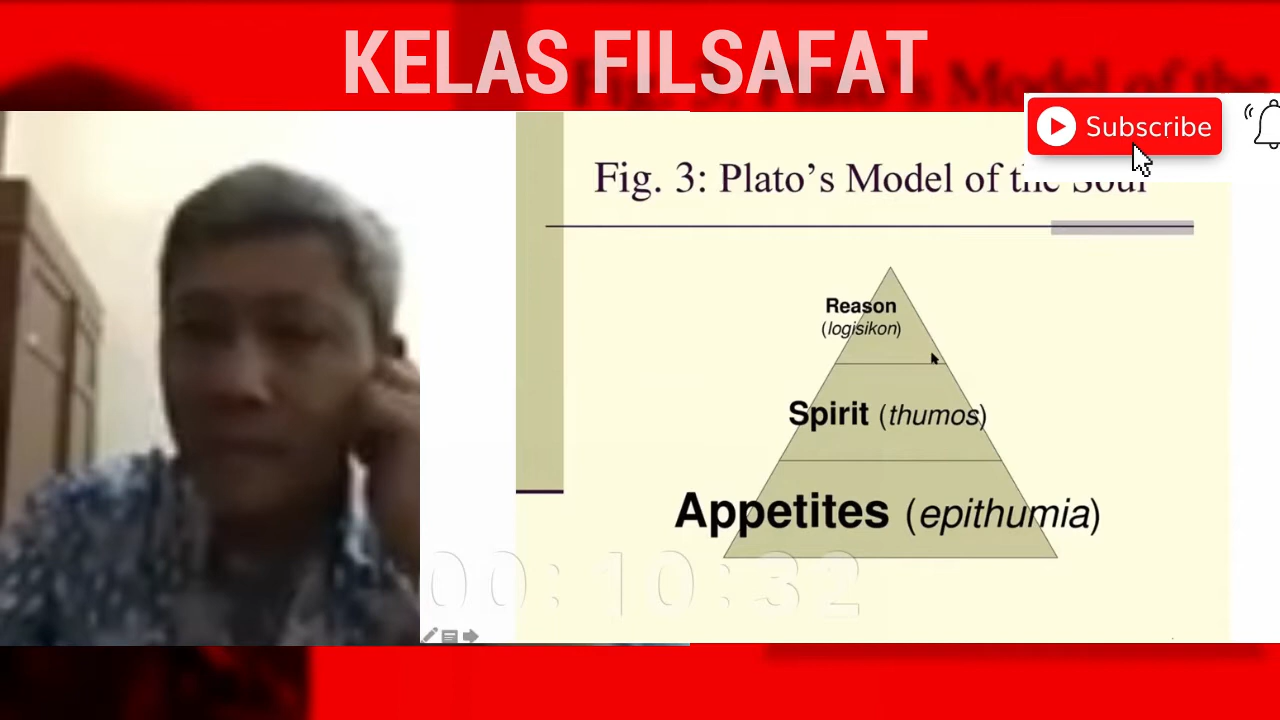 KELAS FILSAFAT
Subscribe
Fig. 3: Plato's Model of the Soul
Reason
(logisikon)
Spirit (thumos)
Appetites (epithumia)
00:10:32